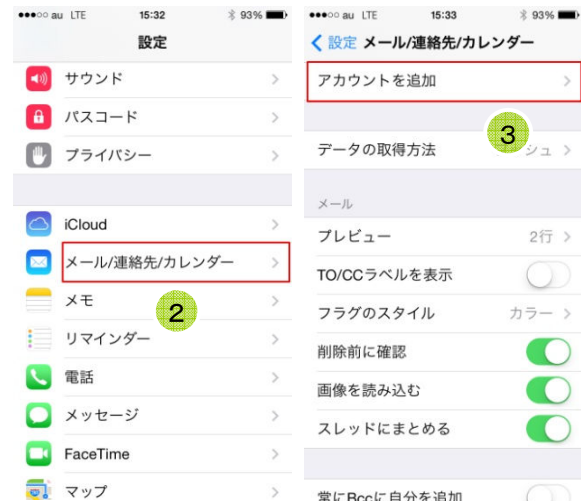 au LTE 15:32 93%
設定
サウンド
パスコード
プライバシー
iCloud
メール/連絡先/カレンダー
メモ
2
リマインダー
電話
メッセージ
FaceTime
マップ
au LTE 15:33 93%
設定 メール/連絡先/カレンダー
アカウントを追加
3
データの取得方法 シュ
メール
プレビュー 2行
TO/CCラベルを表示
フラグのスタイル カラー
削除前に確認
画像を読み込む
スレッドにまとめる
常にBccに自分を追加